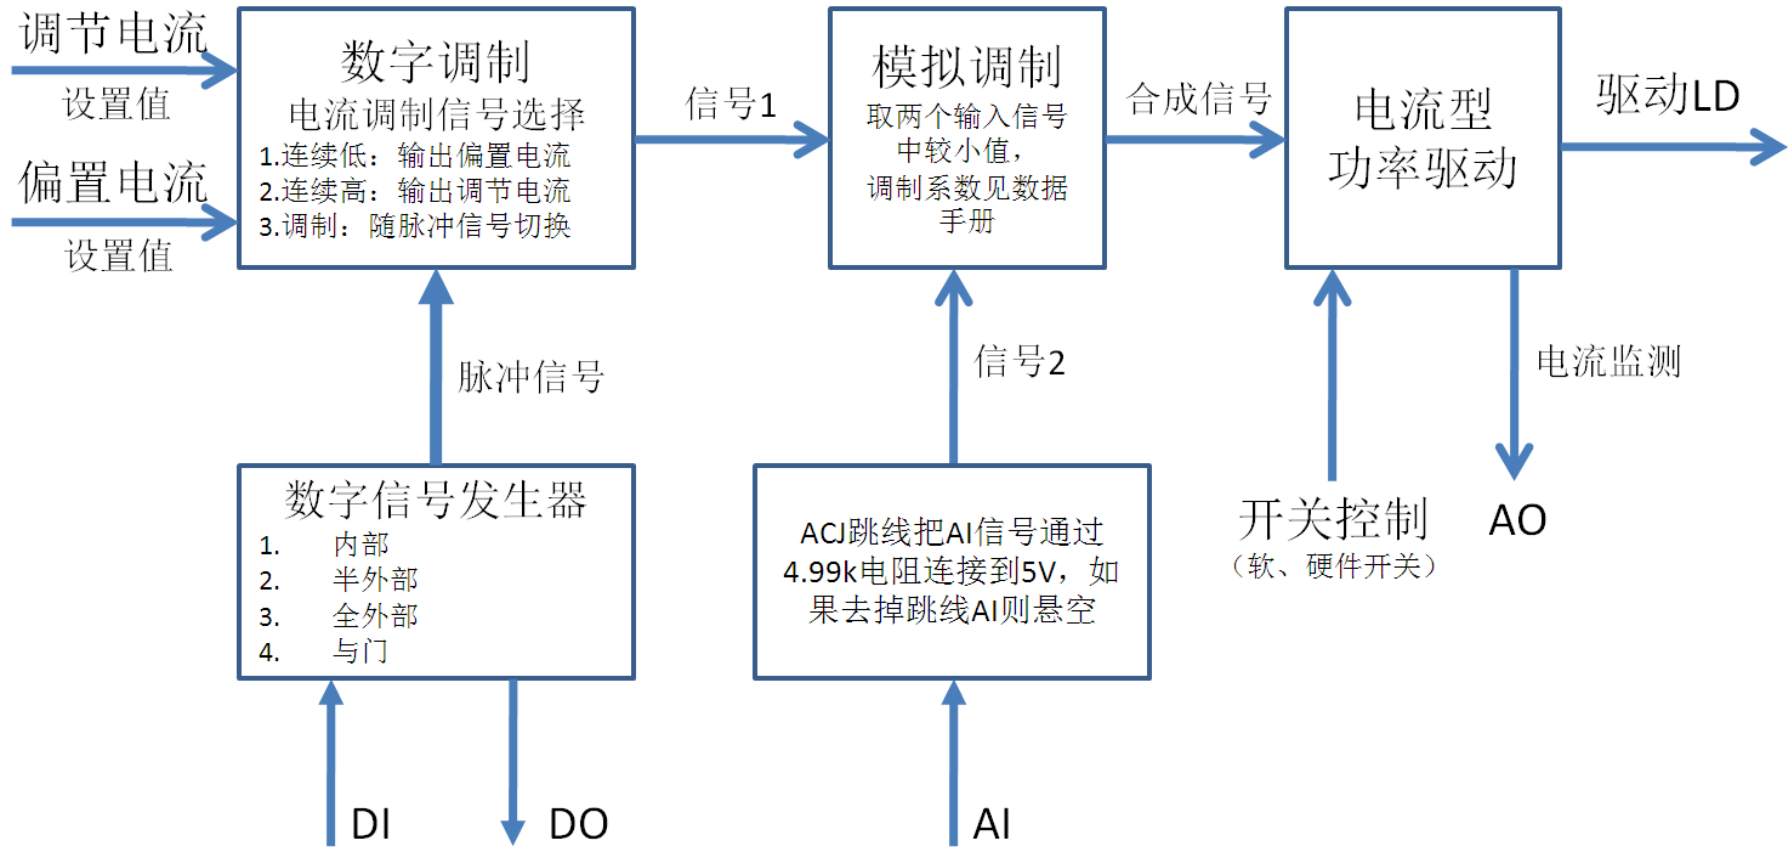 调节电流
设置值
偏置电流
设置值
数字调制
电流调制信号选择
1.连续低：输出偏置电流
2.连续高：输出调节电流
3.调制：随脉冲信号切换
信号1
模拟调制
取两个输入信号
中较小值，
调制系数见数据
手册
合成信号
电流型
功率驱动
驱动LD
脉冲信号
信号2
电流监测
数字信号发生器
1. 内部
2. 半外部
3. 全外部
4. 与门
ACJ跳线把AI信号通过
4.99k电阻连接到5V，如
果去掉跳线AI则悬空
开关控制
（软、硬件开关）
AO
DI
DO
AI